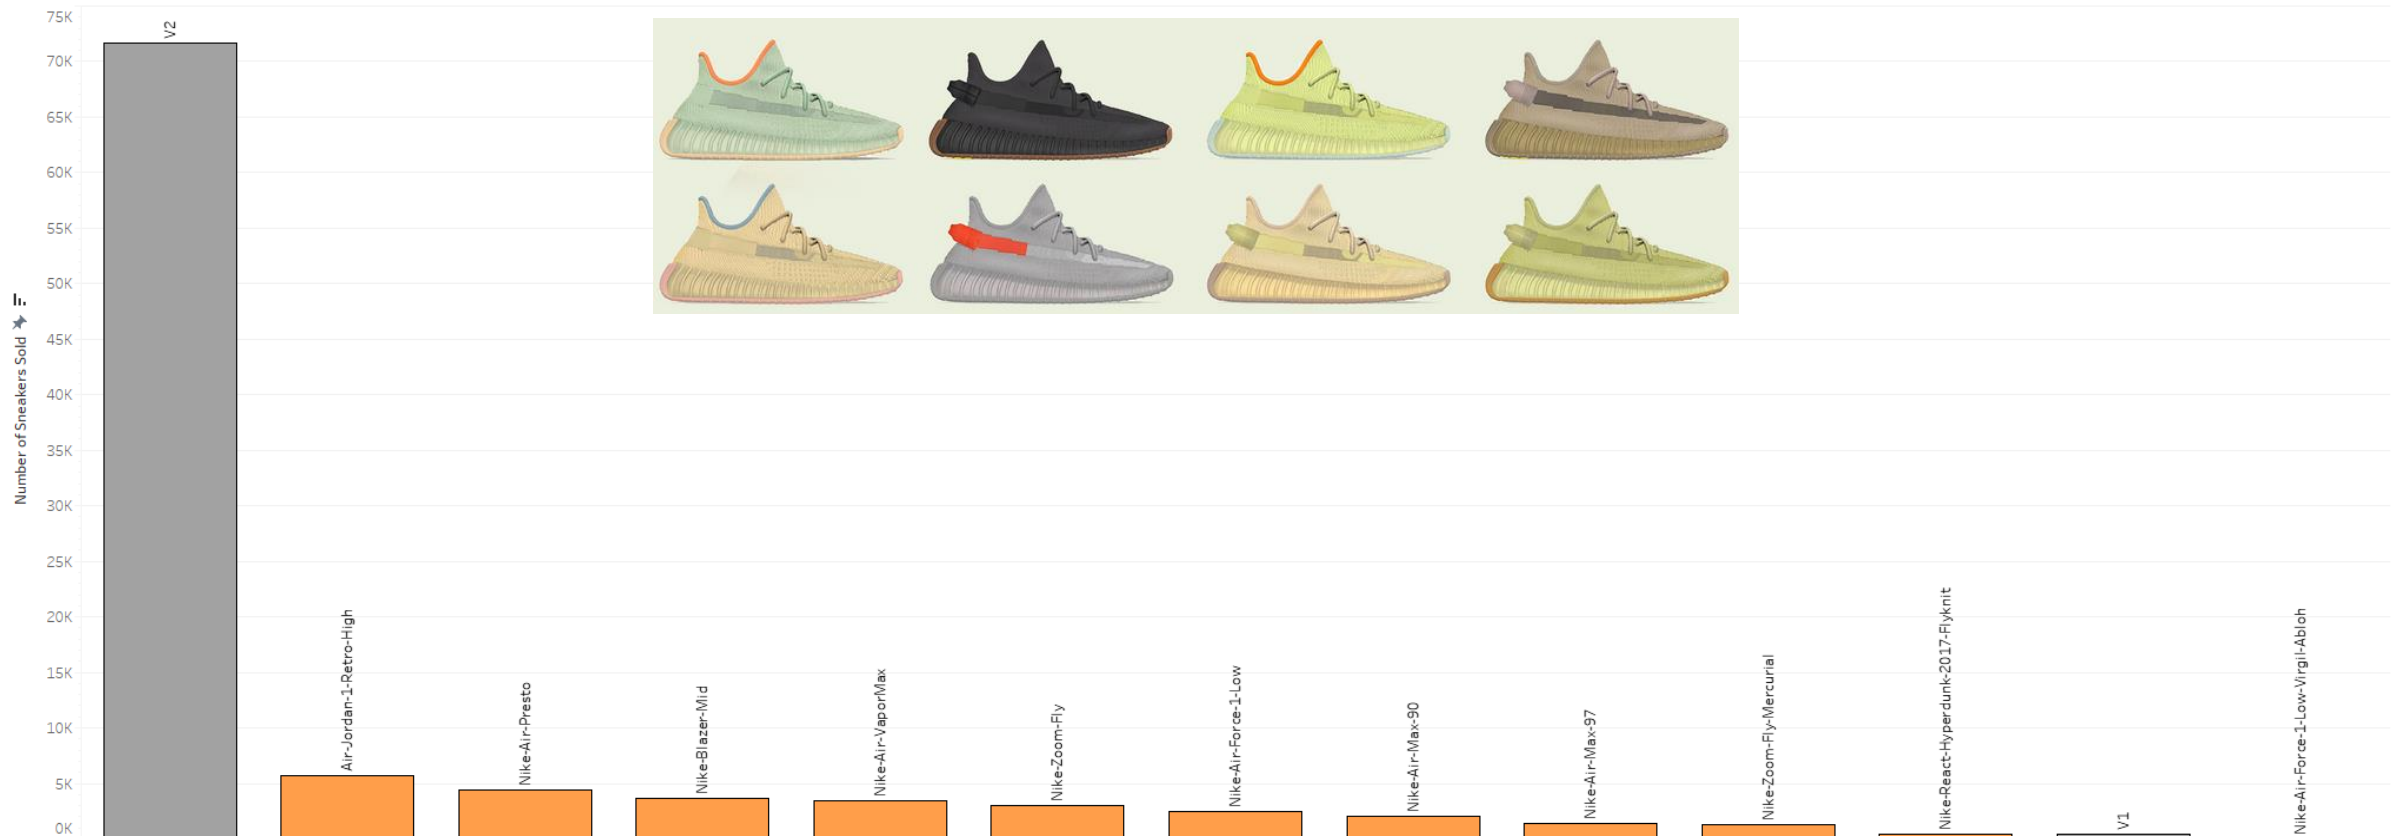 75K
70K
65K
60K
55K
50K
45K
40K
35K
30K
25K
20K
15K
10K
5K
0K
Number of Sneakers Sold
V2
Air-Jordan-1-Retro-High
Nike-Air-Presto
Nike-Blazer-Mid
Nike-Air-VaporMax
Nike-Zoom-Fly
Nike-Air-Force-1-Low
Nike-Air-Max-90
Nike-Air-Max-97
Nike-Zoom-Fly-Mercurial
Nike-React-Hyperdunk-2017-Flyknit
V1
Nike-Air-Force-1-Low-Virgil-Abloh